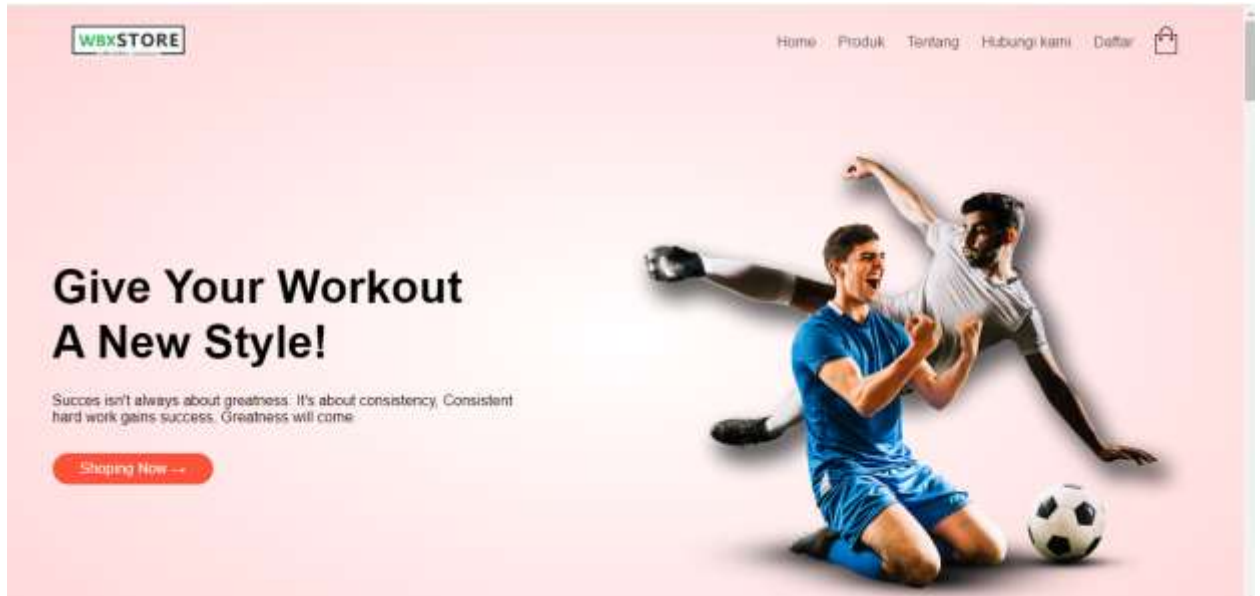 WBXSTORE
Home Produk Tentang Hubungi kami Daftar
Give Your Workout
A New Style!
Succes isn't always about greatness. It's about consistency, Consistent
hard work gains success. Greatness will come.
Shoping Now →